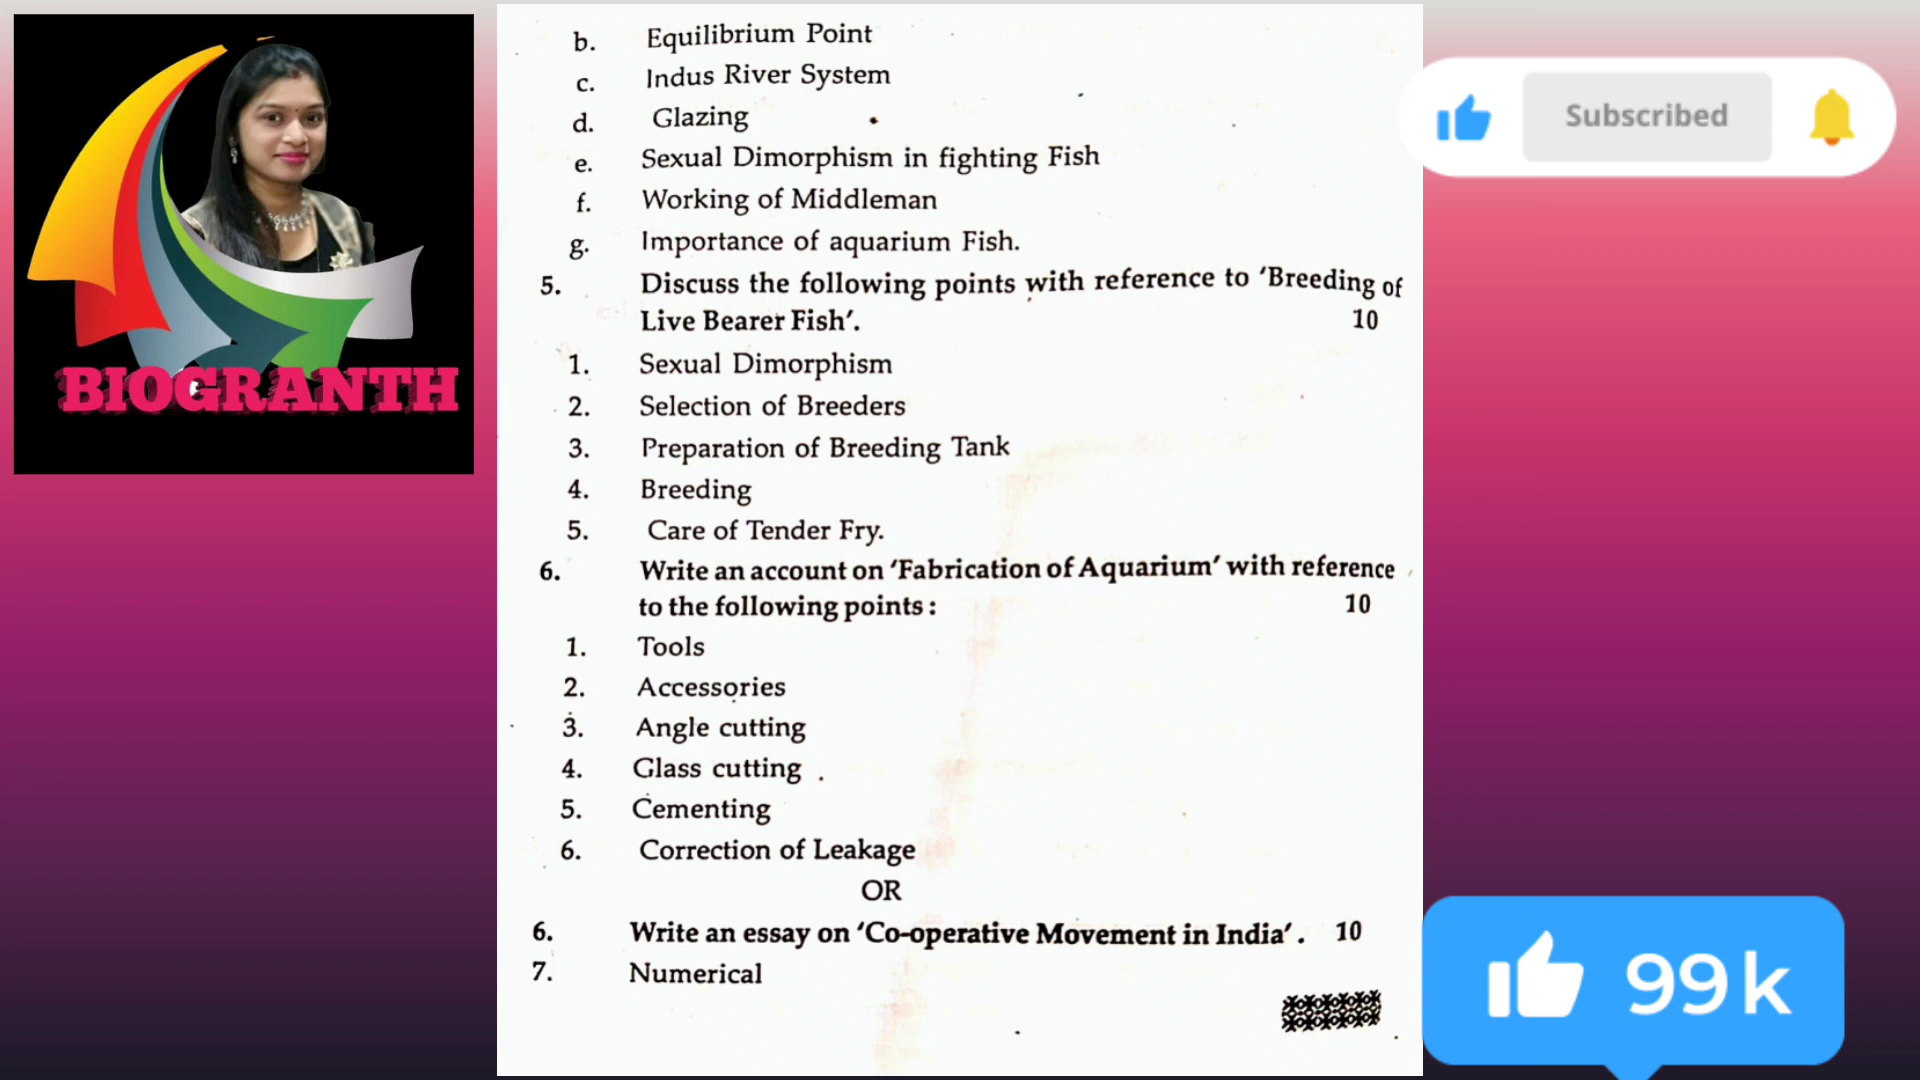 BIOGRANTH
b. Equilibrium Point
c. Indus River System
d. Glazing
e. Sexual Dimorphism in fighting Fish
f. Working of Middleman
g. Importance of aquarium Fish.
5. Discuss the following points with reference to 'Breeding of
Live Bearer Fish'. 10
1. Sexual Dimorphism
2. Selection of Breeders
3. Preparation of Breeding Tank
4. Breeding
5. Care of Tender Fry.
6. Write an account on 'Fabrication of Aquarium' with reference
to the following points : 10
1. Tools
2. Accessories
3. Angle cutting
4. Glass cutting .
5. Cementing
6. Correction of Leakage
OR
6. Write an essay on 'Co-operative Movement in India'. 10
7. Numerical
Subscribed
99k